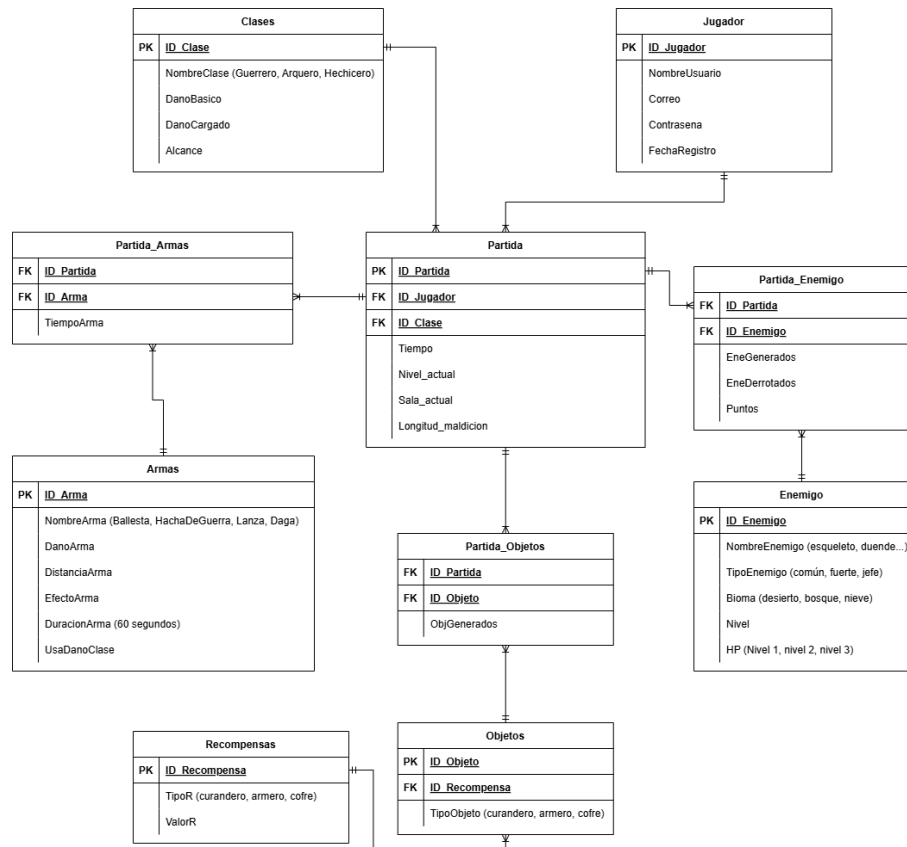 Clases
PK ID_Clase
NombreClase (Guerrero, Arquero, Hechicero)
DanoBasico
DanoCargado
Alcance
Jugador
PK ID_Jugador
NombreUsuario
Correo
Contrasena
FechaRegistro
Partida_Armas
FK ID_Partida
FK ID_Arma
TiempoArma
Partida
PK ID_Partida
FK ID_Jugador
FK ID_Clase
Tiempo
Nivel_actual
Sala_actual
Longitud_maldicion
Partida_Enemigo
FK ID_Partida
FK ID_Enemigo
EneGenerados
EneDerrotados
Puntos
Armas
PK ID_Arma
NombreArma (Ballesta, HachaDeGuerra, Lanza, Daga)
DanoArma
DistanciaArma
EfectoArma
DuracionArma (60 segundos)
UsaDanoClase
Partida_Objetos
FK ID_Partida
FK ID_Objeto
ObjGenerados
Enemigo
PK ID_Enemigo
NombreEnemigo (esqueleto, duende...)
TipoEnemigo (común, fuerte, jefe)
Bioma (desierto, bosque, nieve)
Nivel
HP (Nivel 1, nivel 2, nivel 3)
Recompensas
PK ID_Recompensa
TipoR (curandero, armero, cofre)
ValorR
Objetos
PK ID_Objeto
FK ID_Recompensa
TipoObjeto (curandero, armero, cofre)